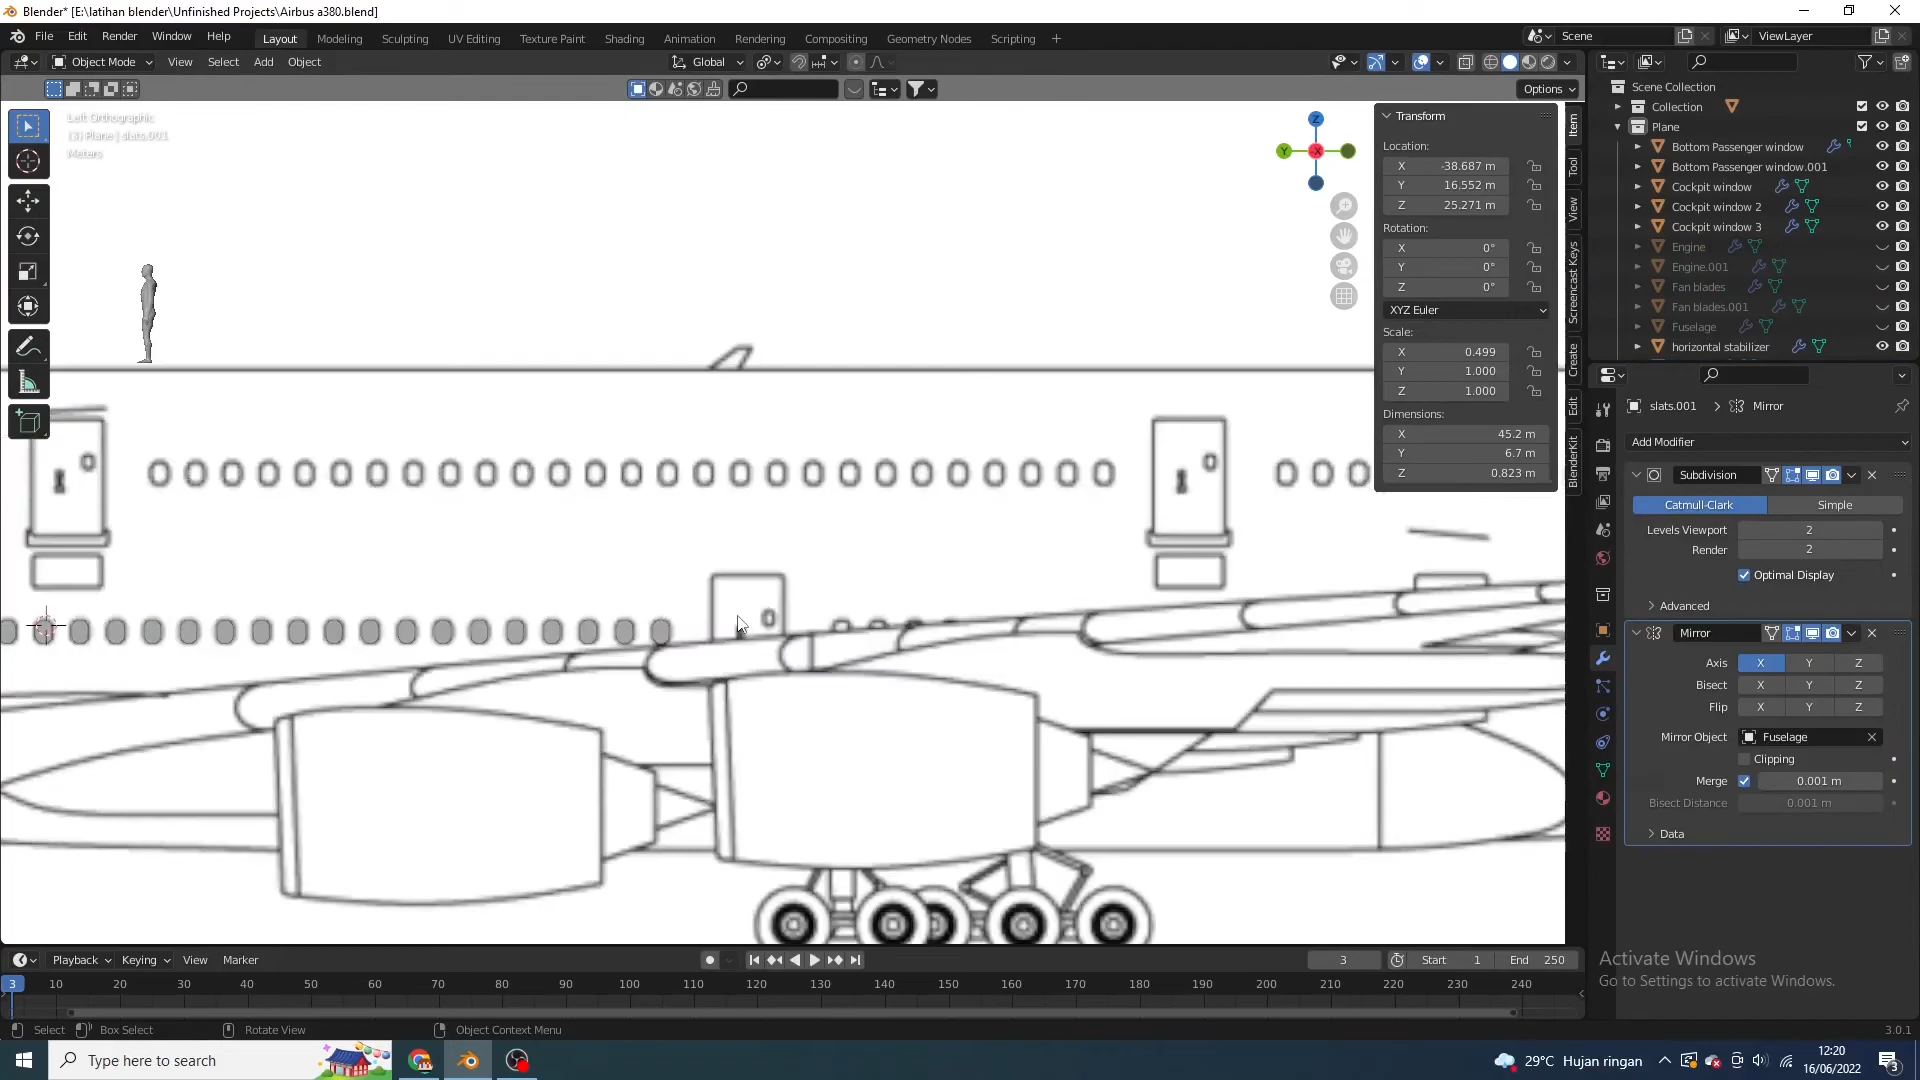 Blender* [E:\latihan blender\Unfinished Projects\Airbus a380.blend]
File Edit Render Window Help Layout Modeling Sculpting UV Editing Texture Paint Shading Animation Rendering Compositing Geometry Nodes Scripting + Scene ViewLayer
Object Mode View Select Add Object Global
Options
Left Orthographic
(3) Plane | slats.001
Meters
Z
Y
X
Transform
Location:
X -38.687 m
Y 16.552 m
Z 25.271 m
Rotation:
X 0°
Y 0°
Z 0°
XYZ Euler
Scale:
X 0.499
Y 1.000
Z 1.000
Dimensions:
X 45.2 m
Y 6.7 m
Z 0.823 m
Item
Tool
View
Screencast Keys
Create
Edit
BlenderKit
Scene Collection
Collection
Plane
Bottom Passenger window
Bottom Passenger window.001
Cockpit window
Cockpit window 2
Cockpit window 3
Engine
Engine.001
Fan blades
Fan blades.001
Fuselage
horizontal stabilizer
slats.001 > Mirror
Add Modifier
Subdivision
Catmull-Clark Simple
Levels Viewport 2
Render 2
Optimal Display
Advanced
Mirror
Axis X Y Z
Bisect X Y Z
Flip X Y Z
Mirror Object Fuselage
Clipping
Merge 0.001 m
Bisect Distance 0.001 m
Data
Activate Windows
Go to Settings to activate Windows.
Playback Keying View Marker 3 Start 1 End 250
3 10 20 30 40 50 60 70 80 90 100 110 120 130 140 150 160 170 180 190 200 210 220 230 240
Select Box Select Rotate View Object Context Menu 3.0.1
Type here to search 29°C Hujan ringan 12:20
16/06/2022 3